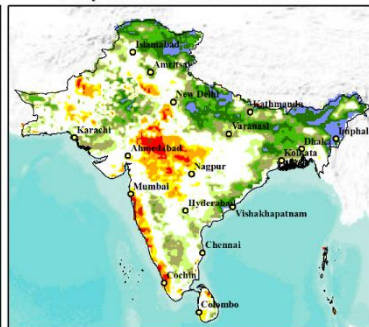 Islamabad
Amritsar
New Delhi
Kathmandu
Karachi
Varanasi
Imphal
Dhaka
Ahmedabad
Kolkata
Nagpur
Mumbai
Hyderabad
Vishakhapatnam
Chennai
Cochin
Colombo